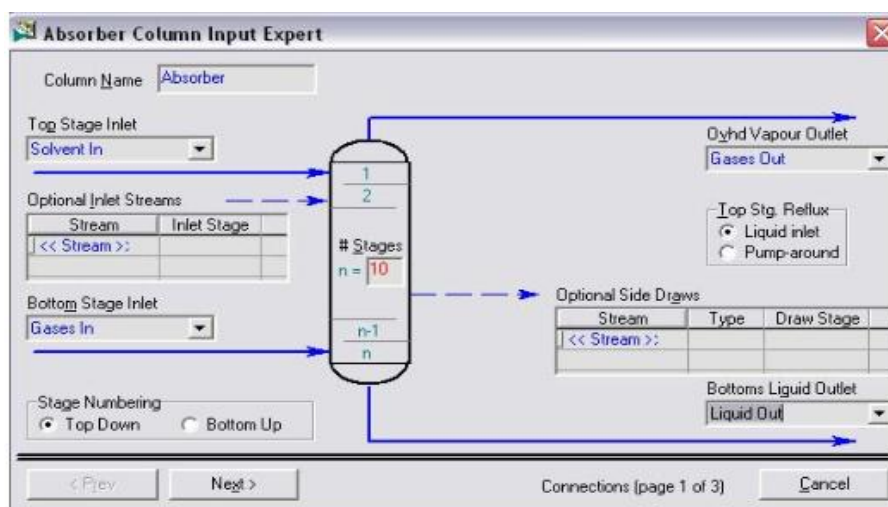 Absorber Column Input Expert
Column Name Absorber
Top Stage Inlet
Solvent In
Optional Inlet Streams
Stream Inlet Stage
<< Stream >>
Bottom Stage Inlet
Gases In
Stage Numbering
Top Down Bottom Up
1
2
# Stages
n = 10
n-1
n
Ovhd Vapour Outlet
Gases Out
Top Stg. Reflux
Liquid inlet
Pump-around
Optional Side Draws
Stream Type Draw Stage
<< Stream >>
Bottoms Liquid Outlet
Liquid Out
< Prev Next > Connections (page 1 of 3) Cancel